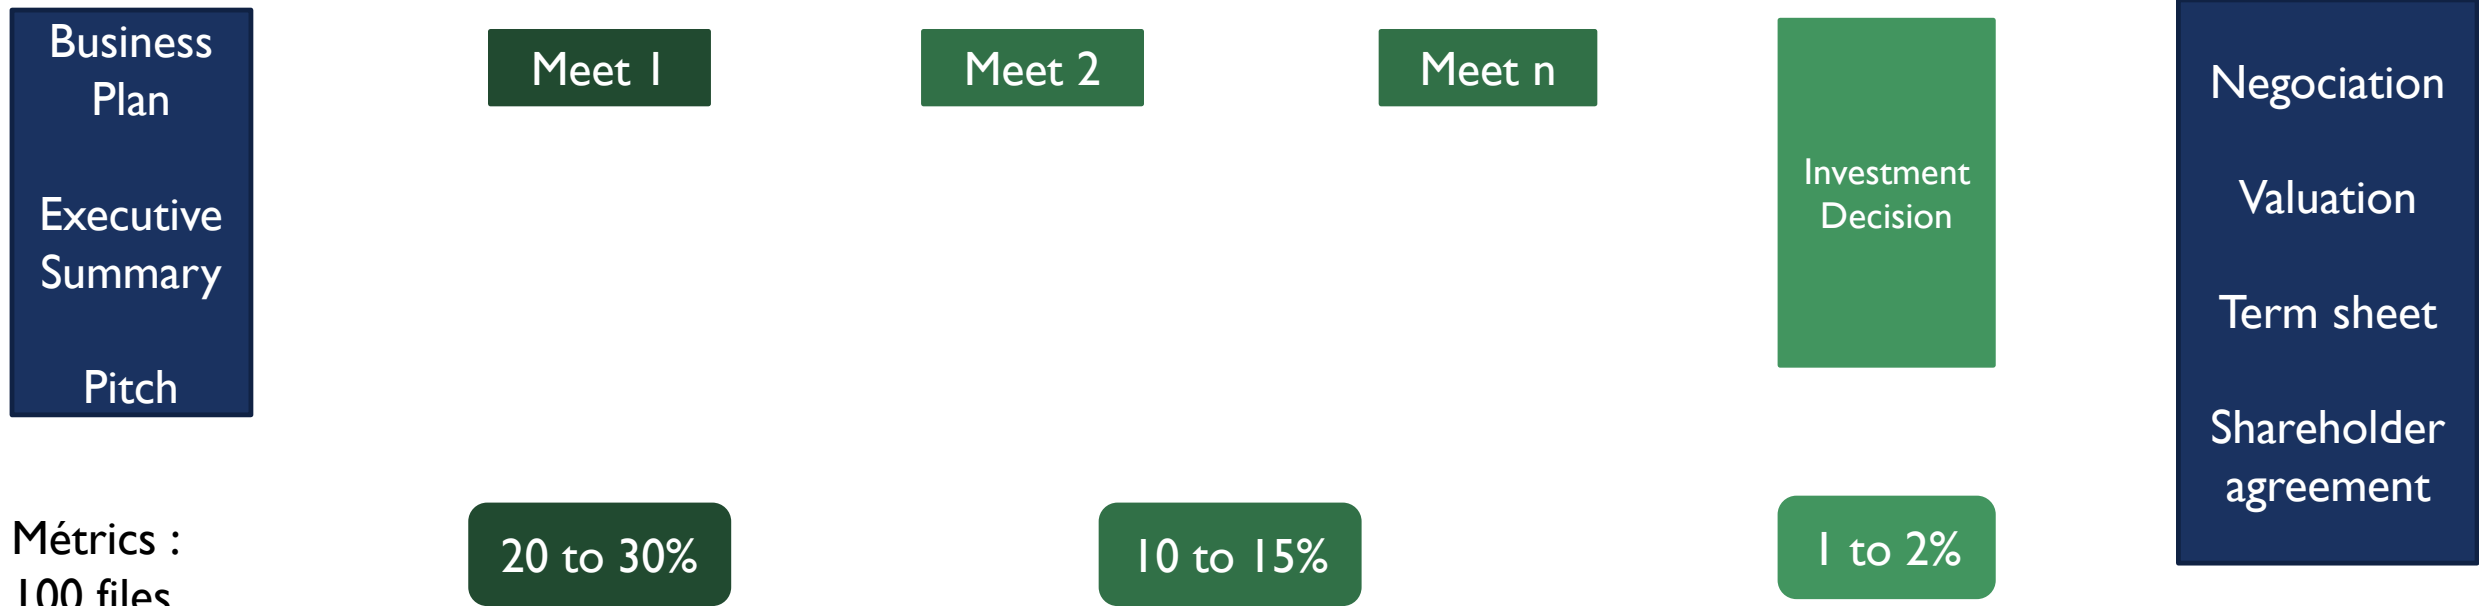 Business
Plan
Executive
Summary
Pitch
Meet 1
Meet 2
Meet n
Investment
Decision
Negociation
Valuation
Term sheet
Shareholder
agreement
Métrics :
100 files
20 to 30%
10 to 15%
1 to 2%